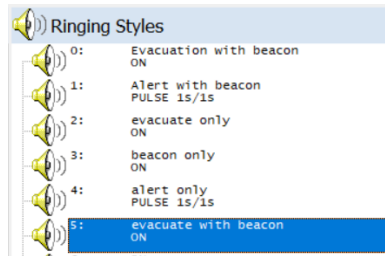 Ringing Styles
0: Evacuation with beacon
ON
1: Alert with beacon
PULSE 1s/1s
2: evacuate only
ON
3: beacon only
ON
4: alert only
PULSE 1s/1s
5: evacuate with beacon
ON